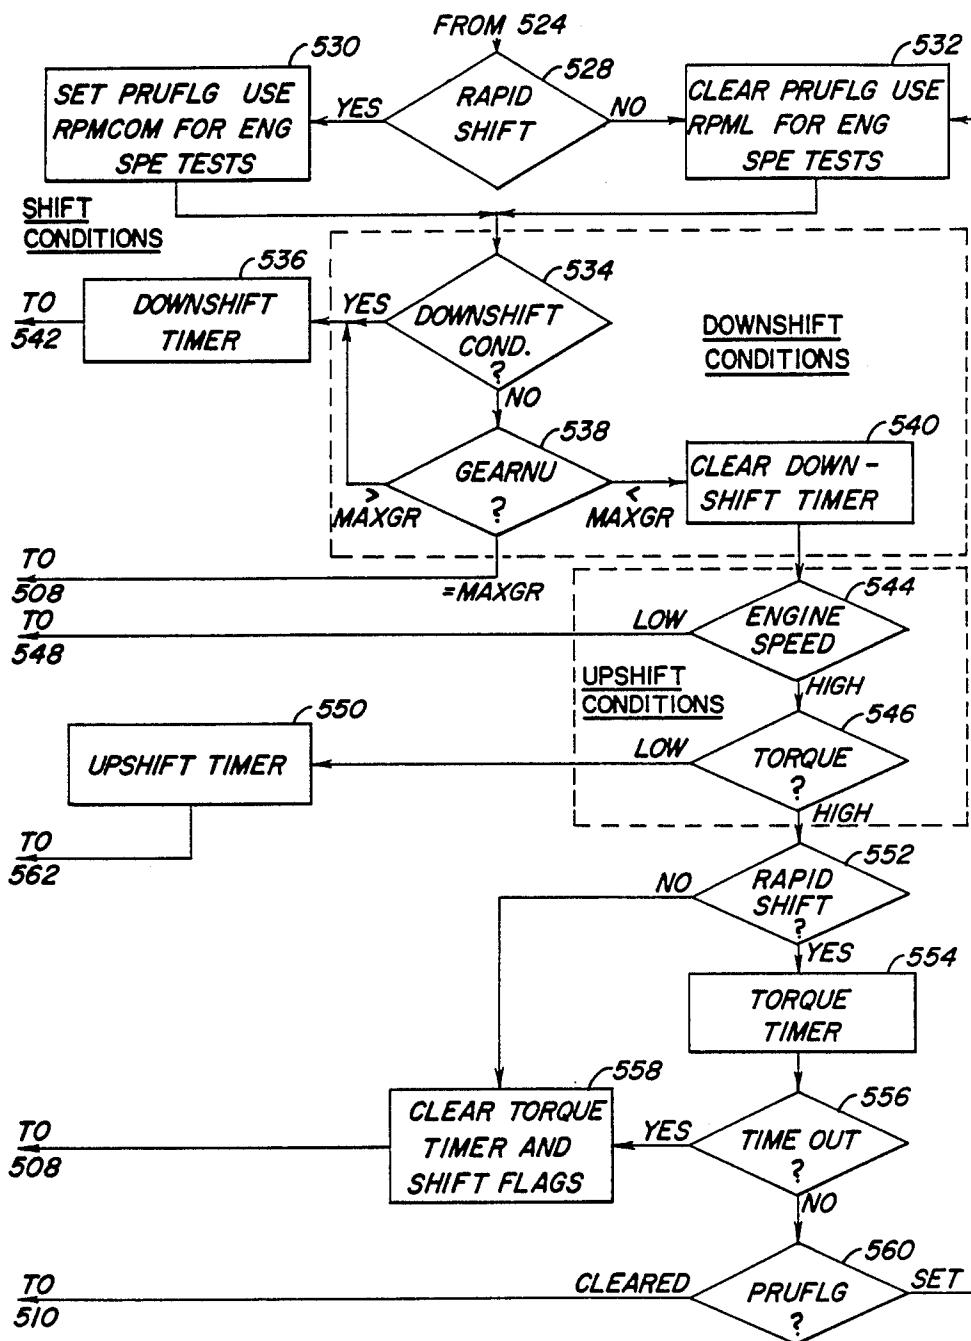 FROM 524
530
528
532
SET PRUFLG USE
RPMCOM FOR ENG
SPE TESTS
YES
RAPID
SHIFT
NO
CLEAR PRUFLG USE
RPML FOR ENG
SPE TESTS
SHIFT
CONDITIONS
536
534
TO
542
DOWNSHIFT
TIMER
YES
DOWNSHIFT
COND.
?
DOWNSHIFT
CONDITIONS
NO
538
540
GEARNU
?
>
MAXGR
<
MAXGR
CLEAR DOWN-
SHIFT TIMER
TO
508
=MAXGR
544
TO
548
LOW
ENGINE
SPEED
HIGH
UPSHIFT
CONDITIONS
550
546
UPSHIFT TIMER
LOW
TORQUE
?
HIGH
TO
562
552
NO
RAPID
SHIFT
?
YES
554
TORQUE
TIMER
558
556
TO
508
CLEAR TORQUE
TIMER AND
SHIFT FLAGS
YES
TIME OUT
?
NO
560
TO
510
CLEARED
PRUFLG
?
SET